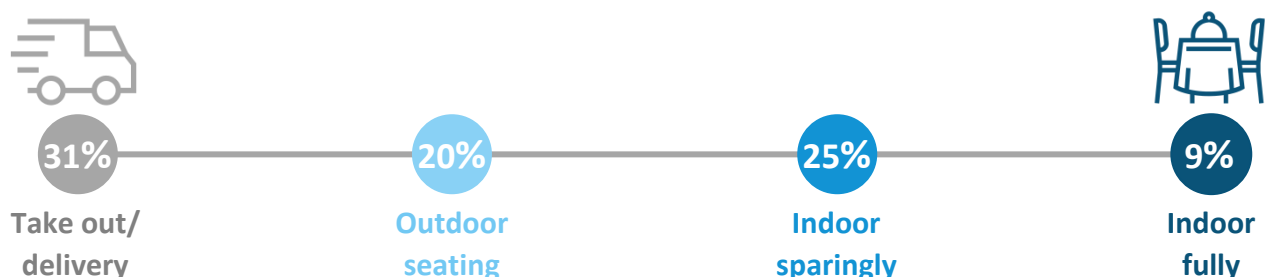 31%
20%
25%
9%
Take out/
delivery
Outdoor
seating
Indoor
sparingly
Indoor
fully